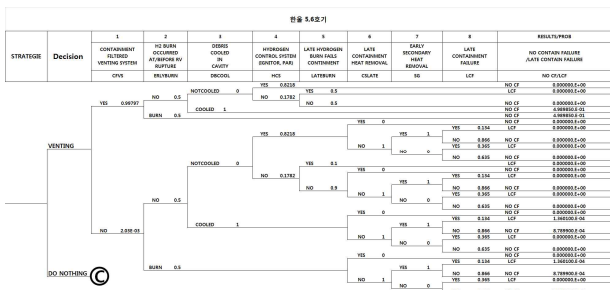 한울 5,6호기
1 2 3 4 5 6 7 8 RESULTS/PROB
STRATEGIE Decision CONTAINMENT FILTERED VENTING SYSTEM H2 BURN OCCURRED AT/BEFORE RV RUPTURE DEBRIS COOLED IN CAVITY HYDROGEN CONTROL SYSTEM (IGNITOR, PAR) LATE HYDROGEN BURN FAILS CONTINMENT LATE CONTAINMENT HEAT REMOVAL EARLY SECONDARY HEAT REMOVAL LATE CONTAINMENT FAILURE NO CONTAIN FAILURE /LATE CONTAIN FAILURE
CFVS ERLYBURN DBCOOL HCS LATEBURN CSLATE SG LCF NO CF/LCF
YES 0.8218 NO CF 0.000000.E+00
NOTCOOLED 0 YES 0.5 LCF 0.000000.E+00
NO 0.5 NO 0.1782
YES 0.99797 NO 0.5 NO CF 0.000000.E+00
COOLED 1 NO CF 4.989850.E-01
BURN 0.5 NO CF 4.989850.E-01
YES 0 NO CF 0.000000.E+00
YES 0.134 LCF 0.000000.E+00
YES 0.8218 YES 1
VENTING NO 0.866 NO CF 0.000000.E+00
NO 1 YES 0.365 LCF 0.000000.E+00
NO 0
NO 0.635 NO CF 0.000000.E+00
NOTCOOLED 0 YES 0.1 LCF 0.000000.E+00
YES 0 NO CF 0.000000.E+00
NO 0.1782 YES 0.134 LCF 0.000000.E+00
YES 1
NO 0.9 NO 0.866 NO CF 0.000000.E+00
NO 1 YES 0.365 LCF 0.000000.E+00
NO 0.5 NO 0
NO 0.635 NO CF 0.000000.E+00
YES 0 NO CF 0.000000.E+00
YES 0.134 LCF 1.360100.E-04
COOLED 1 YES 1
NO 2.03E-03 NO 0.866 NO CF 8.789900.E-04
NO 1 YES 0.365 LCF 0.000000.E+00
NO 0
NO 0.635 NO CF 0.000000.E+00
YES 0 NO CF 0.000000.E+00
BURN 0.5 YES 0.134 LCF 1.360100.E-04
YES 1
DO NOTHING C NO 0.866 NO CF 8.789900.E-04
NO 1 YES 0.365 LCF 0.000000.E+00
NO 0